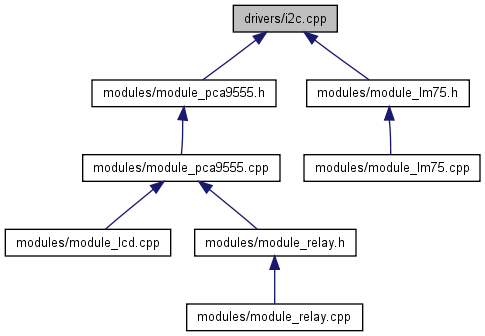 drivers/i2c.cpp
modules/module_pca9555.h
modules/module_lm75.h
modules/module_pca9555.cpp
modules/module_lm75.cpp
modules/module_lcd.cpp
modules/module_relay.h
modules/module_relay.cpp